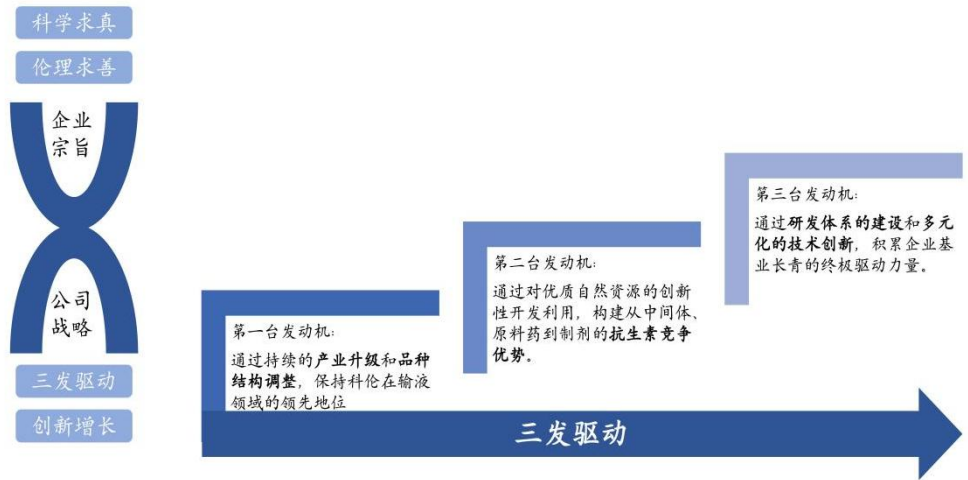 科学求真
伦理求善
企业
宗旨
公司
战略
三发驱动
创新增长
第一台发动机:
通过持续的产业升级和品种
结构调整，保持科伦在输液
领域的领先地位
第二台发动机:
通过对优质自然资源的创新
性开发利用，构建从中间体、
原料药到制剂的抗生素竞争
优势。
第三台发动机:
通过研发体系的建设和多元
化的技术创新，积累企业基
业长青的终极驱动力量。
三发驱动